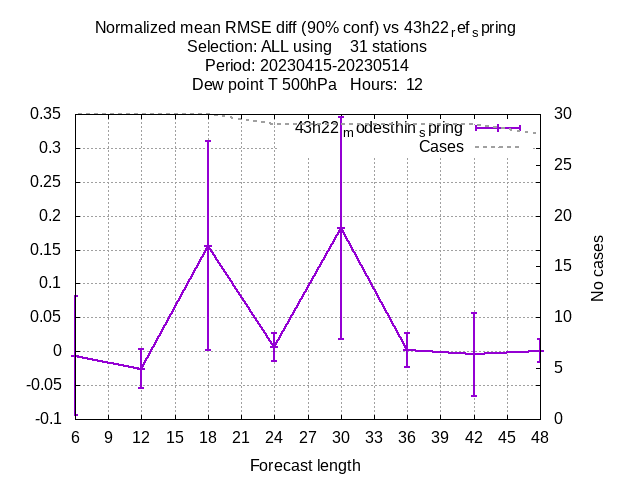 Normalized mean RMSE diff (90% conf) vs 43h22refspring
Selection: ALL using 31 stations
Period: 20230415-20230514
Dew point T 500hPa Hours: 12
0.35
0.3
0.25
0.2
0.15
0.1
0.05
0
-0.05
-0.1
43h22modesthinspring
Cases
30
25
20
15
10
5
0
No cases
6 9 12 15 18 21 24 27 30 33 36 39 42 45 48
Forecast length